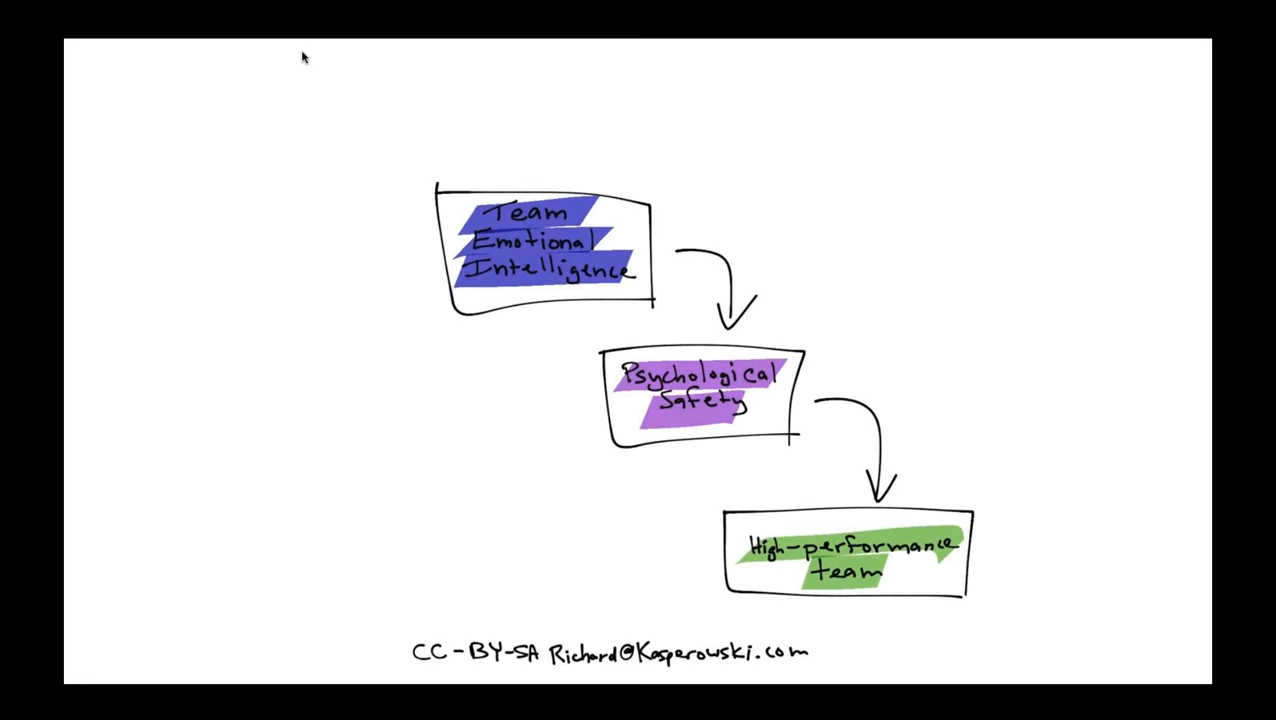 Team
Emotional
Intelligence
Psychological
Safety
High-performance
team
CC-BY-SA Richard@Kasperowski.com